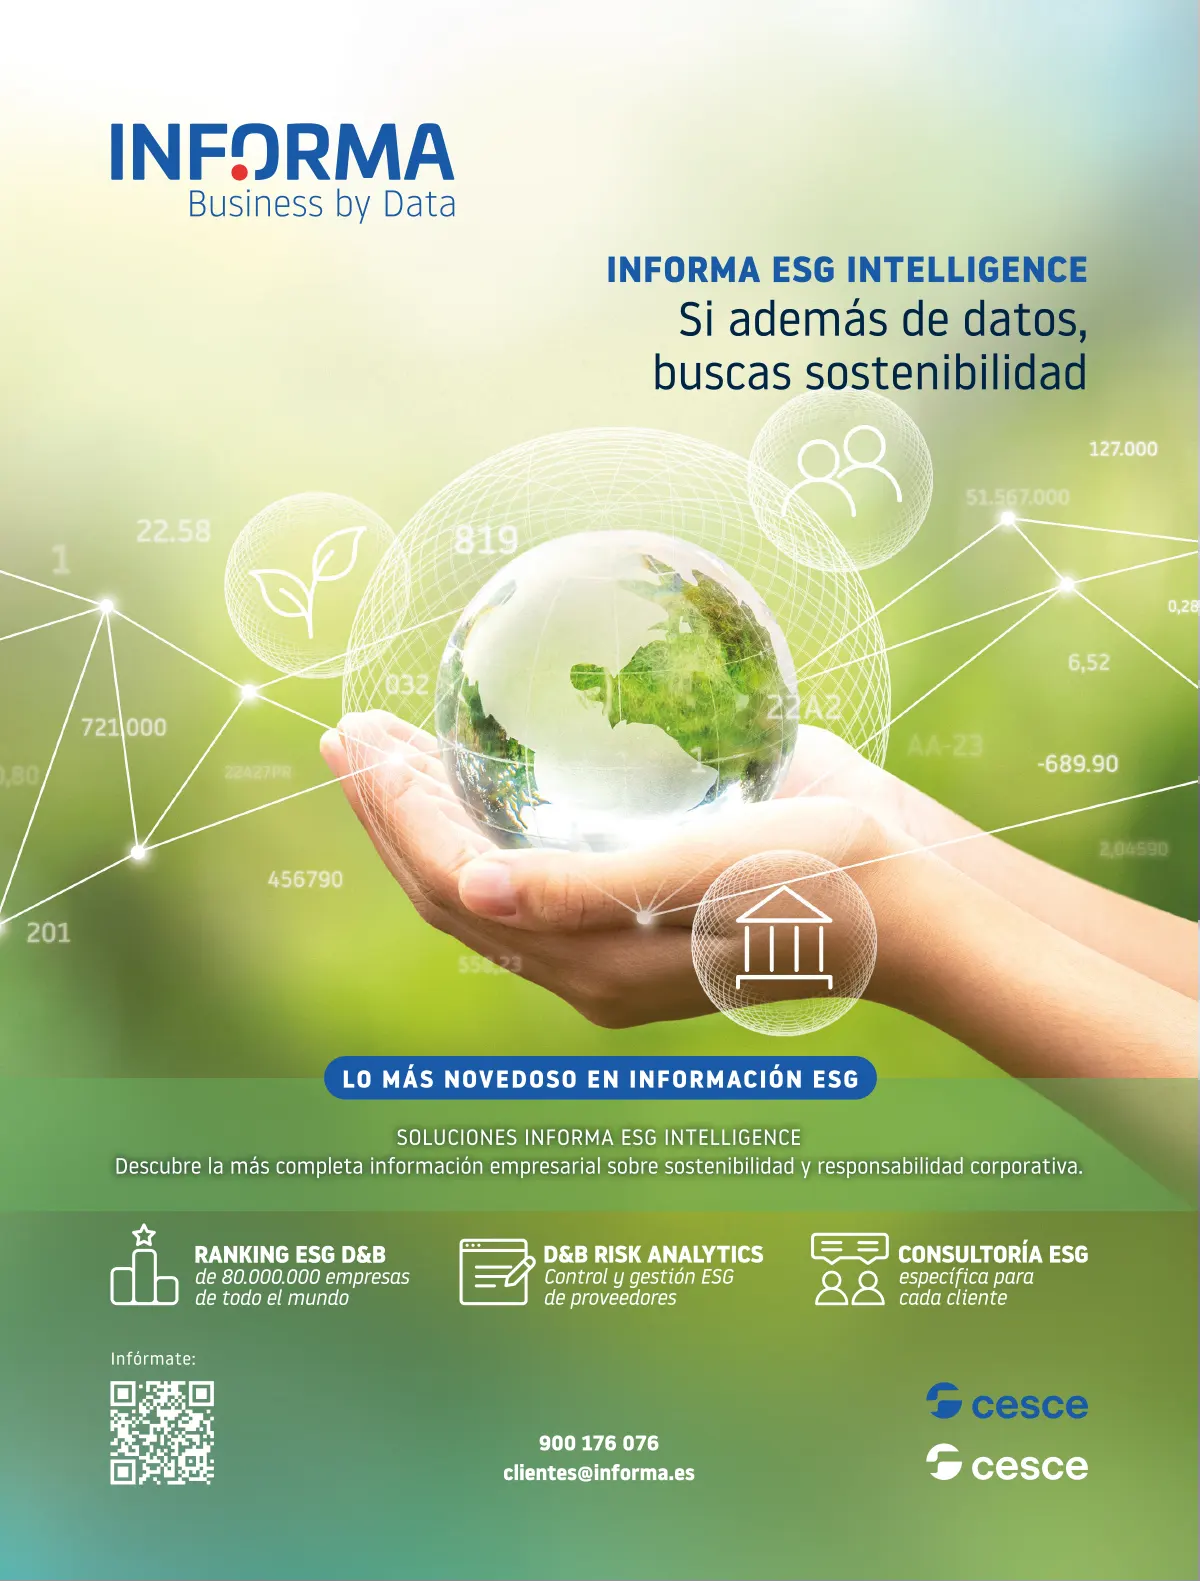 INFORMA
Business by Data
INFORMA ESG INTELLIGENCE
Si además de datos,
buscas sostenibilidad
127.000
51.567.000
22.58
819
1
0,28
6,52
032
22A2
721.000
AA-23
1
-689.90
22A27PR
,80
2,04590
456790
201
LO MÁS NOVEDOSO EN INFORMACIÓN ESG
SOLUCIONES INFORMA ESG INTELLIGENCE
Descubre la más completa información empresarial sobre sostenibilidad y responsabilidad corporativa.
RANKING ESG D&B
de 80.000.000 empresas
de todo el mundo
D&B RISK ANALYTICS
Control y gestión ESG
de proveedores
CONSULTORÍA ESG
específica para
cada cliente
Infórmate:
900 176 076
clientes@informa.es
cesce
cesce